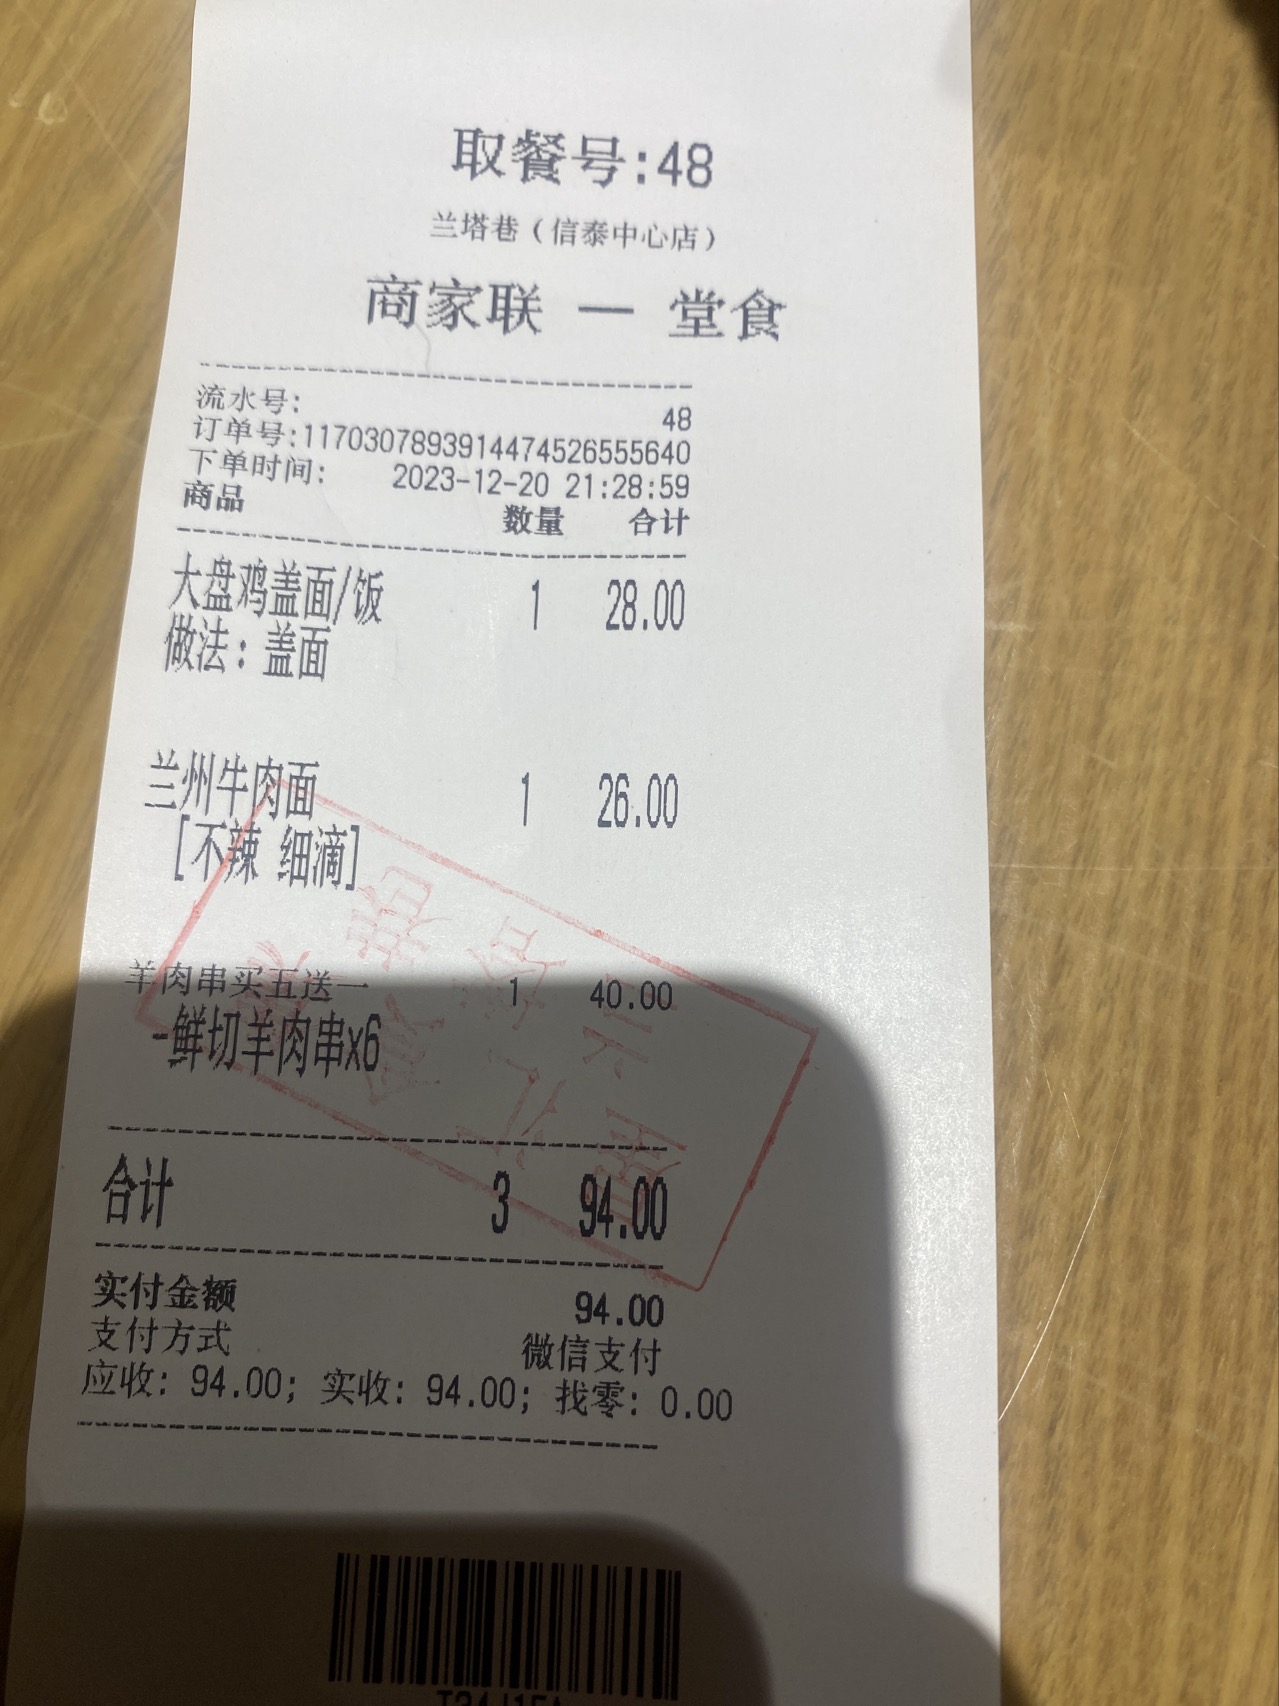 取餐号:48
兰塔巷（信泰中心店）
商家联 — 堂食
流水号: 48
订单号:11703078939144745265555640
下单时间: 2023-12-20 21:28:59
商品 数量 合计
大盘鸡盖面/饭 1 28.00
做法：盖面
兰州牛肉面 1 26.00
[不辣 细滴]
羊肉串买五送一 1 40.00
-鲜切羊肉串x6
合计 3 94.00
实付金额 94.00
支付方式 微信支付
应收: 94.00; 实收: 94.00; 找零: 0.00